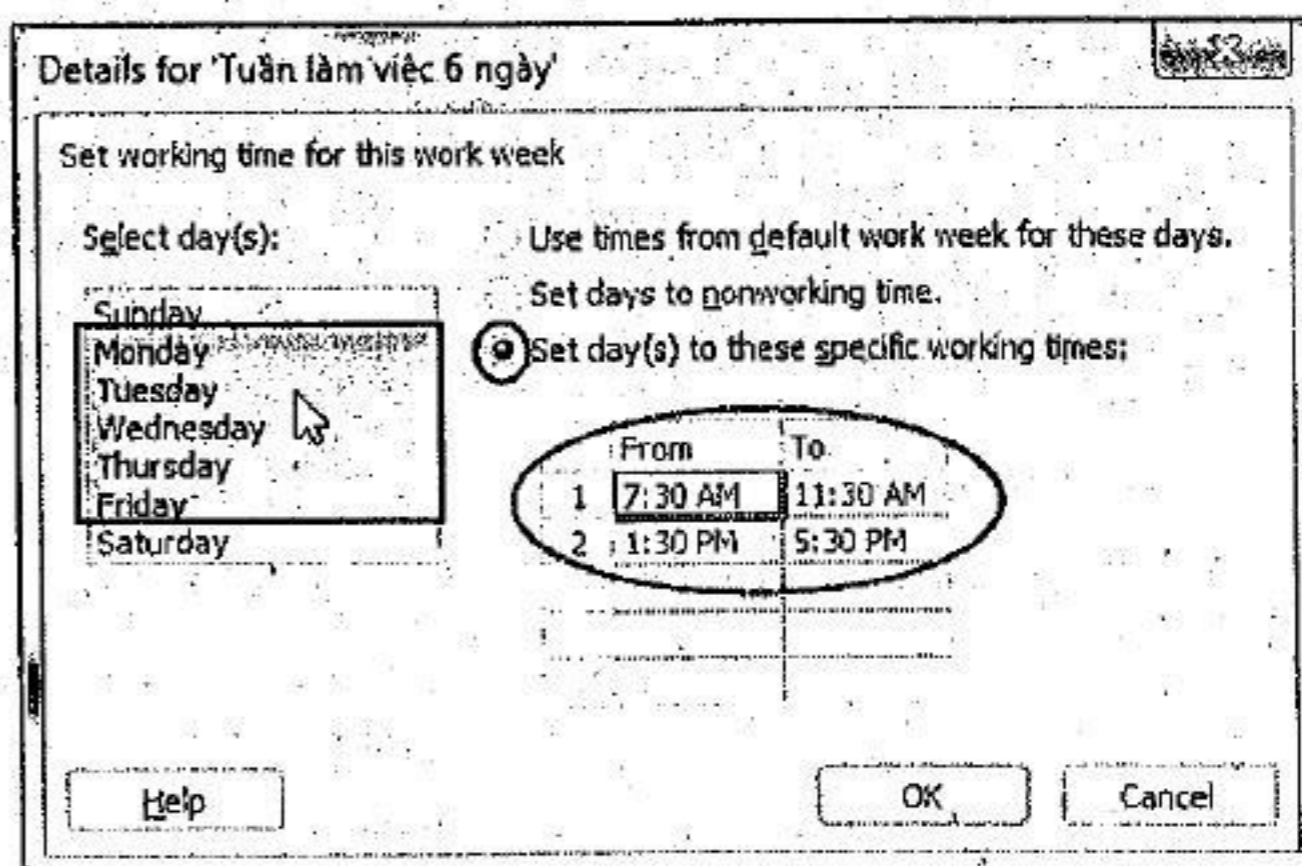 Details for 'Tuần làm việc 6 ngày'
Set working time for this work week
Select day(s):
Sunday
Monday
Tuesday
Wednesday
Thursday
Friday
Saturday
Use times from default work week for these days.
Set days to nonworking time.
Set day(s) to these specific working times:
From To
1 7:30 AM 11:30 AM
2 1:30 PM 5:30 PM
Help OK Cancel